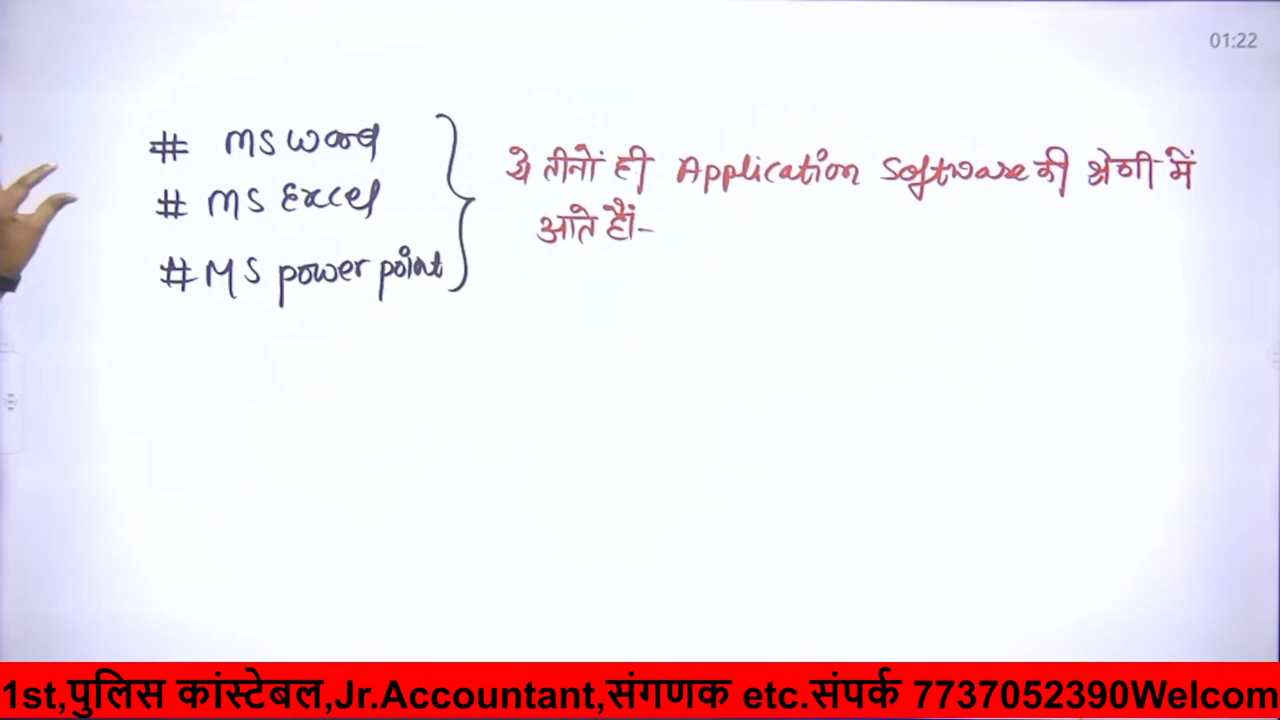 01:22
# MS Word
# MS Excel
# MS power point
ये तीनों ही Application Software की श्रेणी में
आते हैं-
1st,पुलिस कांस्टेबल,Jr.Accountant,संगणक etc.संपर्क 7737052390Welcom